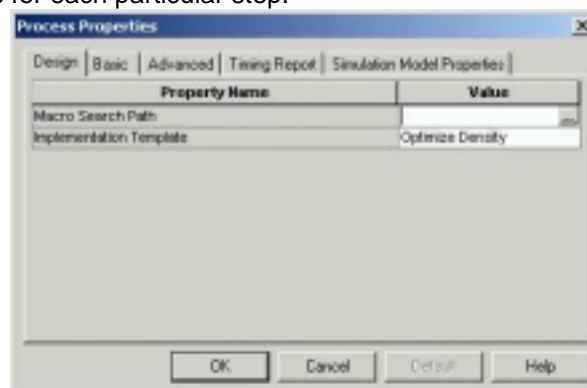 for each particular step.
Process Properties
Design Basic Advanced Timing Report Simulation Model Properties
Property Name Value
Macro Search Path
Implementation Template Optimize Density
OK Cancel Default Help